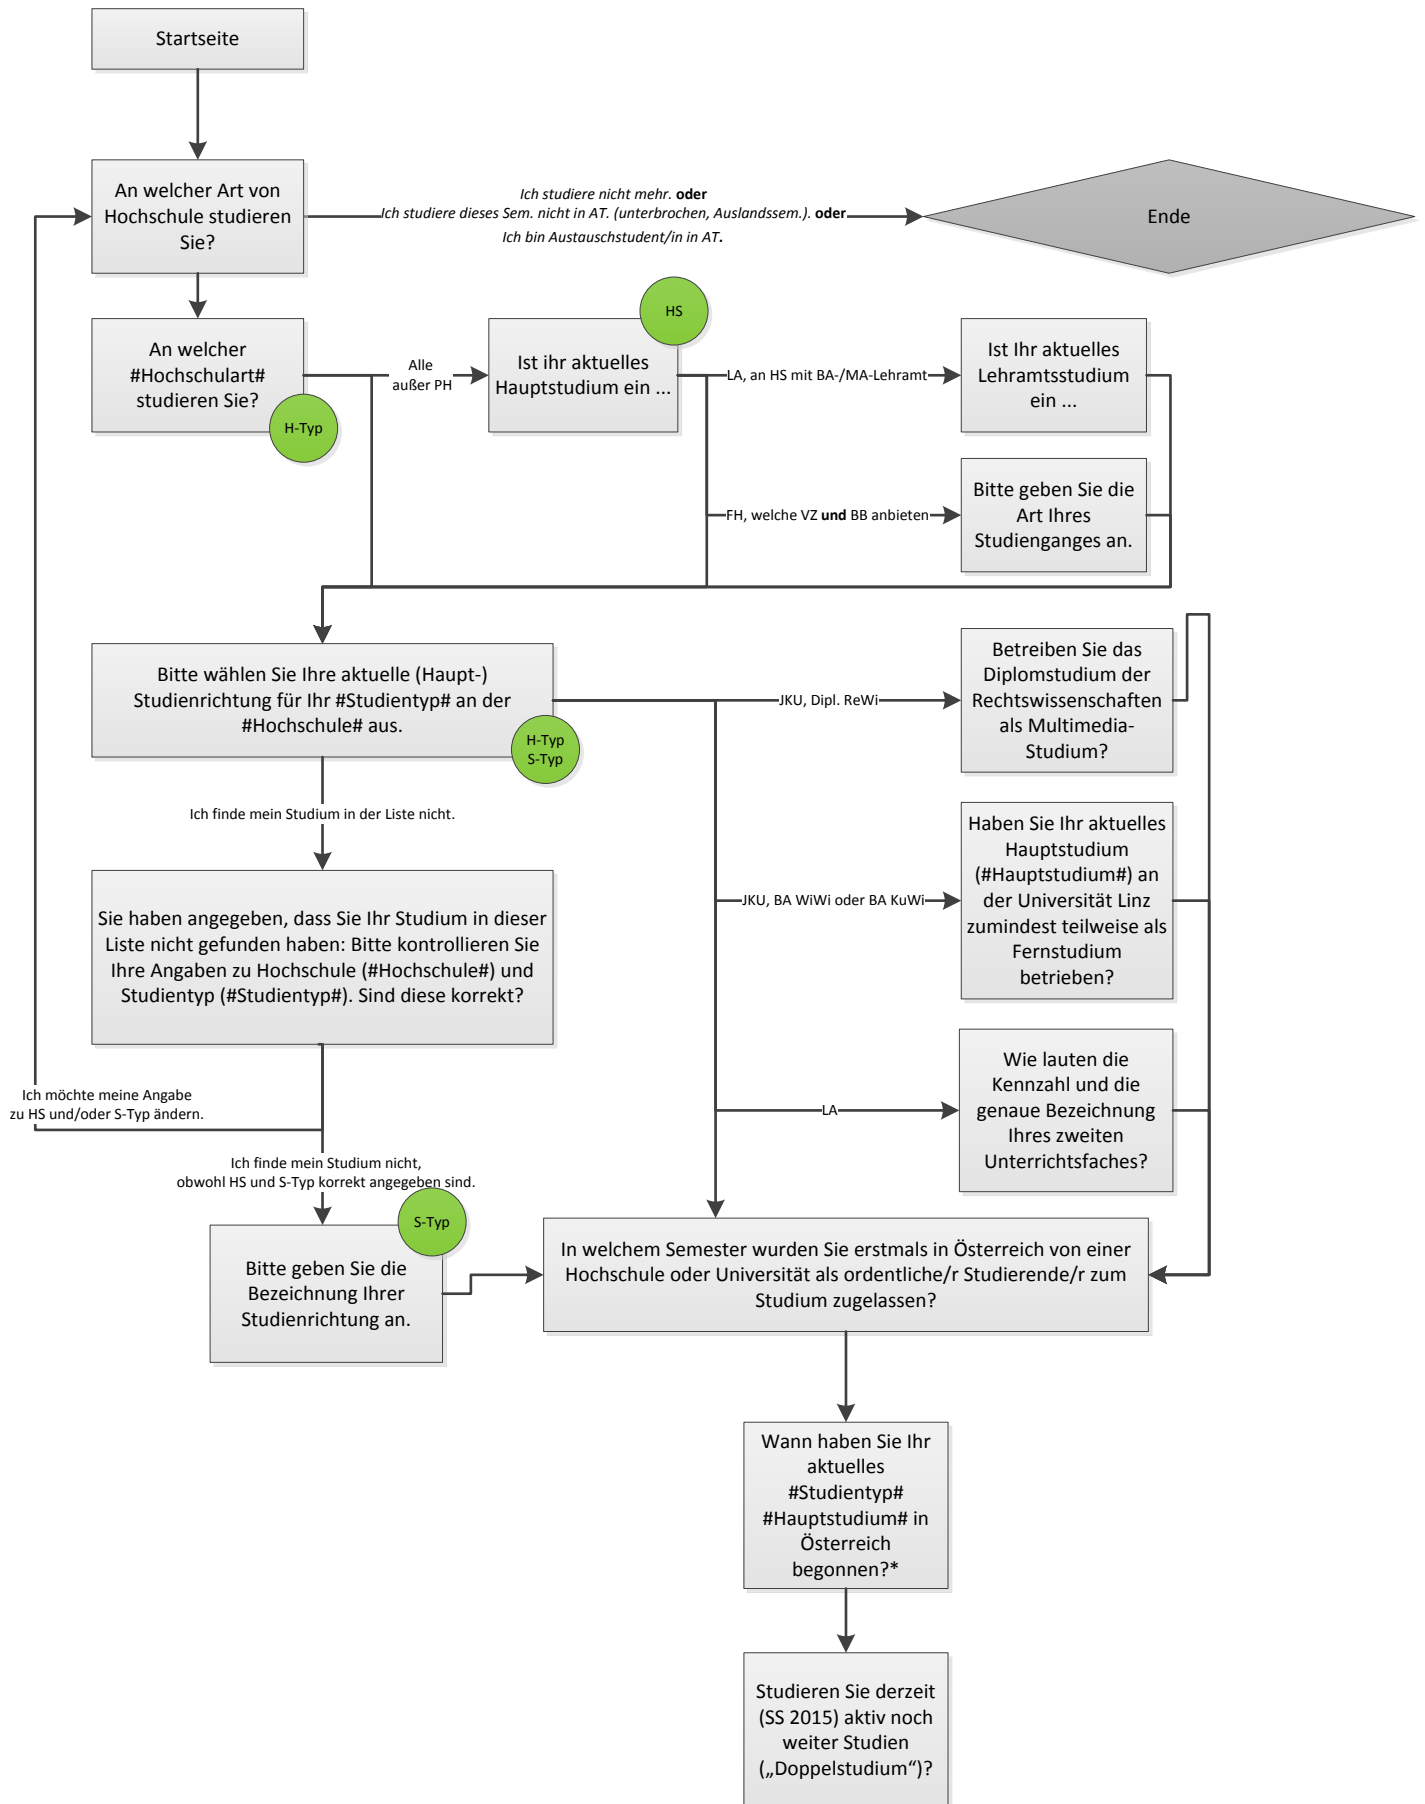 Startseite
An welcher Art von
Hochschule studieren
Sie?
Ich studiere nicht mehr. oder
Ich studiere dieses Sem. nicht in AT. (unterbrochen, Auslandssem.). oder
Ich bin Austauschstudent/in in AT.
Ende
An welcher
#Hochschulart#
studieren Sie?
H-Typ
Alle
außer PH
HS
Ist ihr aktuelles
Hauptstudium ein ...
LA, an HS mit BA-/MA-Lehramt
Ist Ihr aktuelles
Lehramtsstudium
ein ...
FH, welche VZ und BB anbieten
Bitte geben Sie die
Art Ihres
Studienganges an.
Bitte wählen Sie Ihre aktuelle (Haupt-)
Studienrichtung für Ihr #Studientyp# an der
#Hochschule# aus.
H-Typ
S-Typ
JKU, Dipl. ReWi
Betreiben Sie das
Diplomstudium der
Rechtswissenschaften
als Multimedia-
Studium?
Ich finde mein Studium in der Liste nicht.
Sie haben angegeben, dass Sie Ihr Studium in dieser
Liste nicht gefunden haben: Bitte kontrollieren Sie
Ihre Angaben zu Hochschule (#Hochschule#) und
Studientyp (#Studientyp#). Sind diese korrekt?
JKU, BA WiWi oder BA KuWi
Haben Sie Ihr aktuelles
Hauptstudium
(#Hauptstudium#) an
der Universität Linz
zumindest teilweise als
Fernstudium
betrieben?
Ich möchte meine Angabe
zu HS und/oder S-Typ ändern.
LA
Wie lauten die
Kennzahl und die
genaue Bezeichnung
Ihres zweiten
Unterrichtsfaches?
Ich finde mein Studium nicht,
obwohl HS und S-Typ korrekt angegeben sind.
S-Typ
Bitte geben Sie die
Bezeichnung Ihrer
Studienrichtung an.
In welchem Semester wurden Sie erstmals in Österreich von einer
Hochschule oder Universität als ordentliche/r Studierende/r zum
Studium zugelassen?
Wann haben Sie Ihr
aktuelles
#Studientyp#
#Hauptstudium# in
Österreich
begonnen?*
Studieren Sie derzeit
(SS 2015) aktiv noch
weiter Studien
(„Doppelstudium“)?